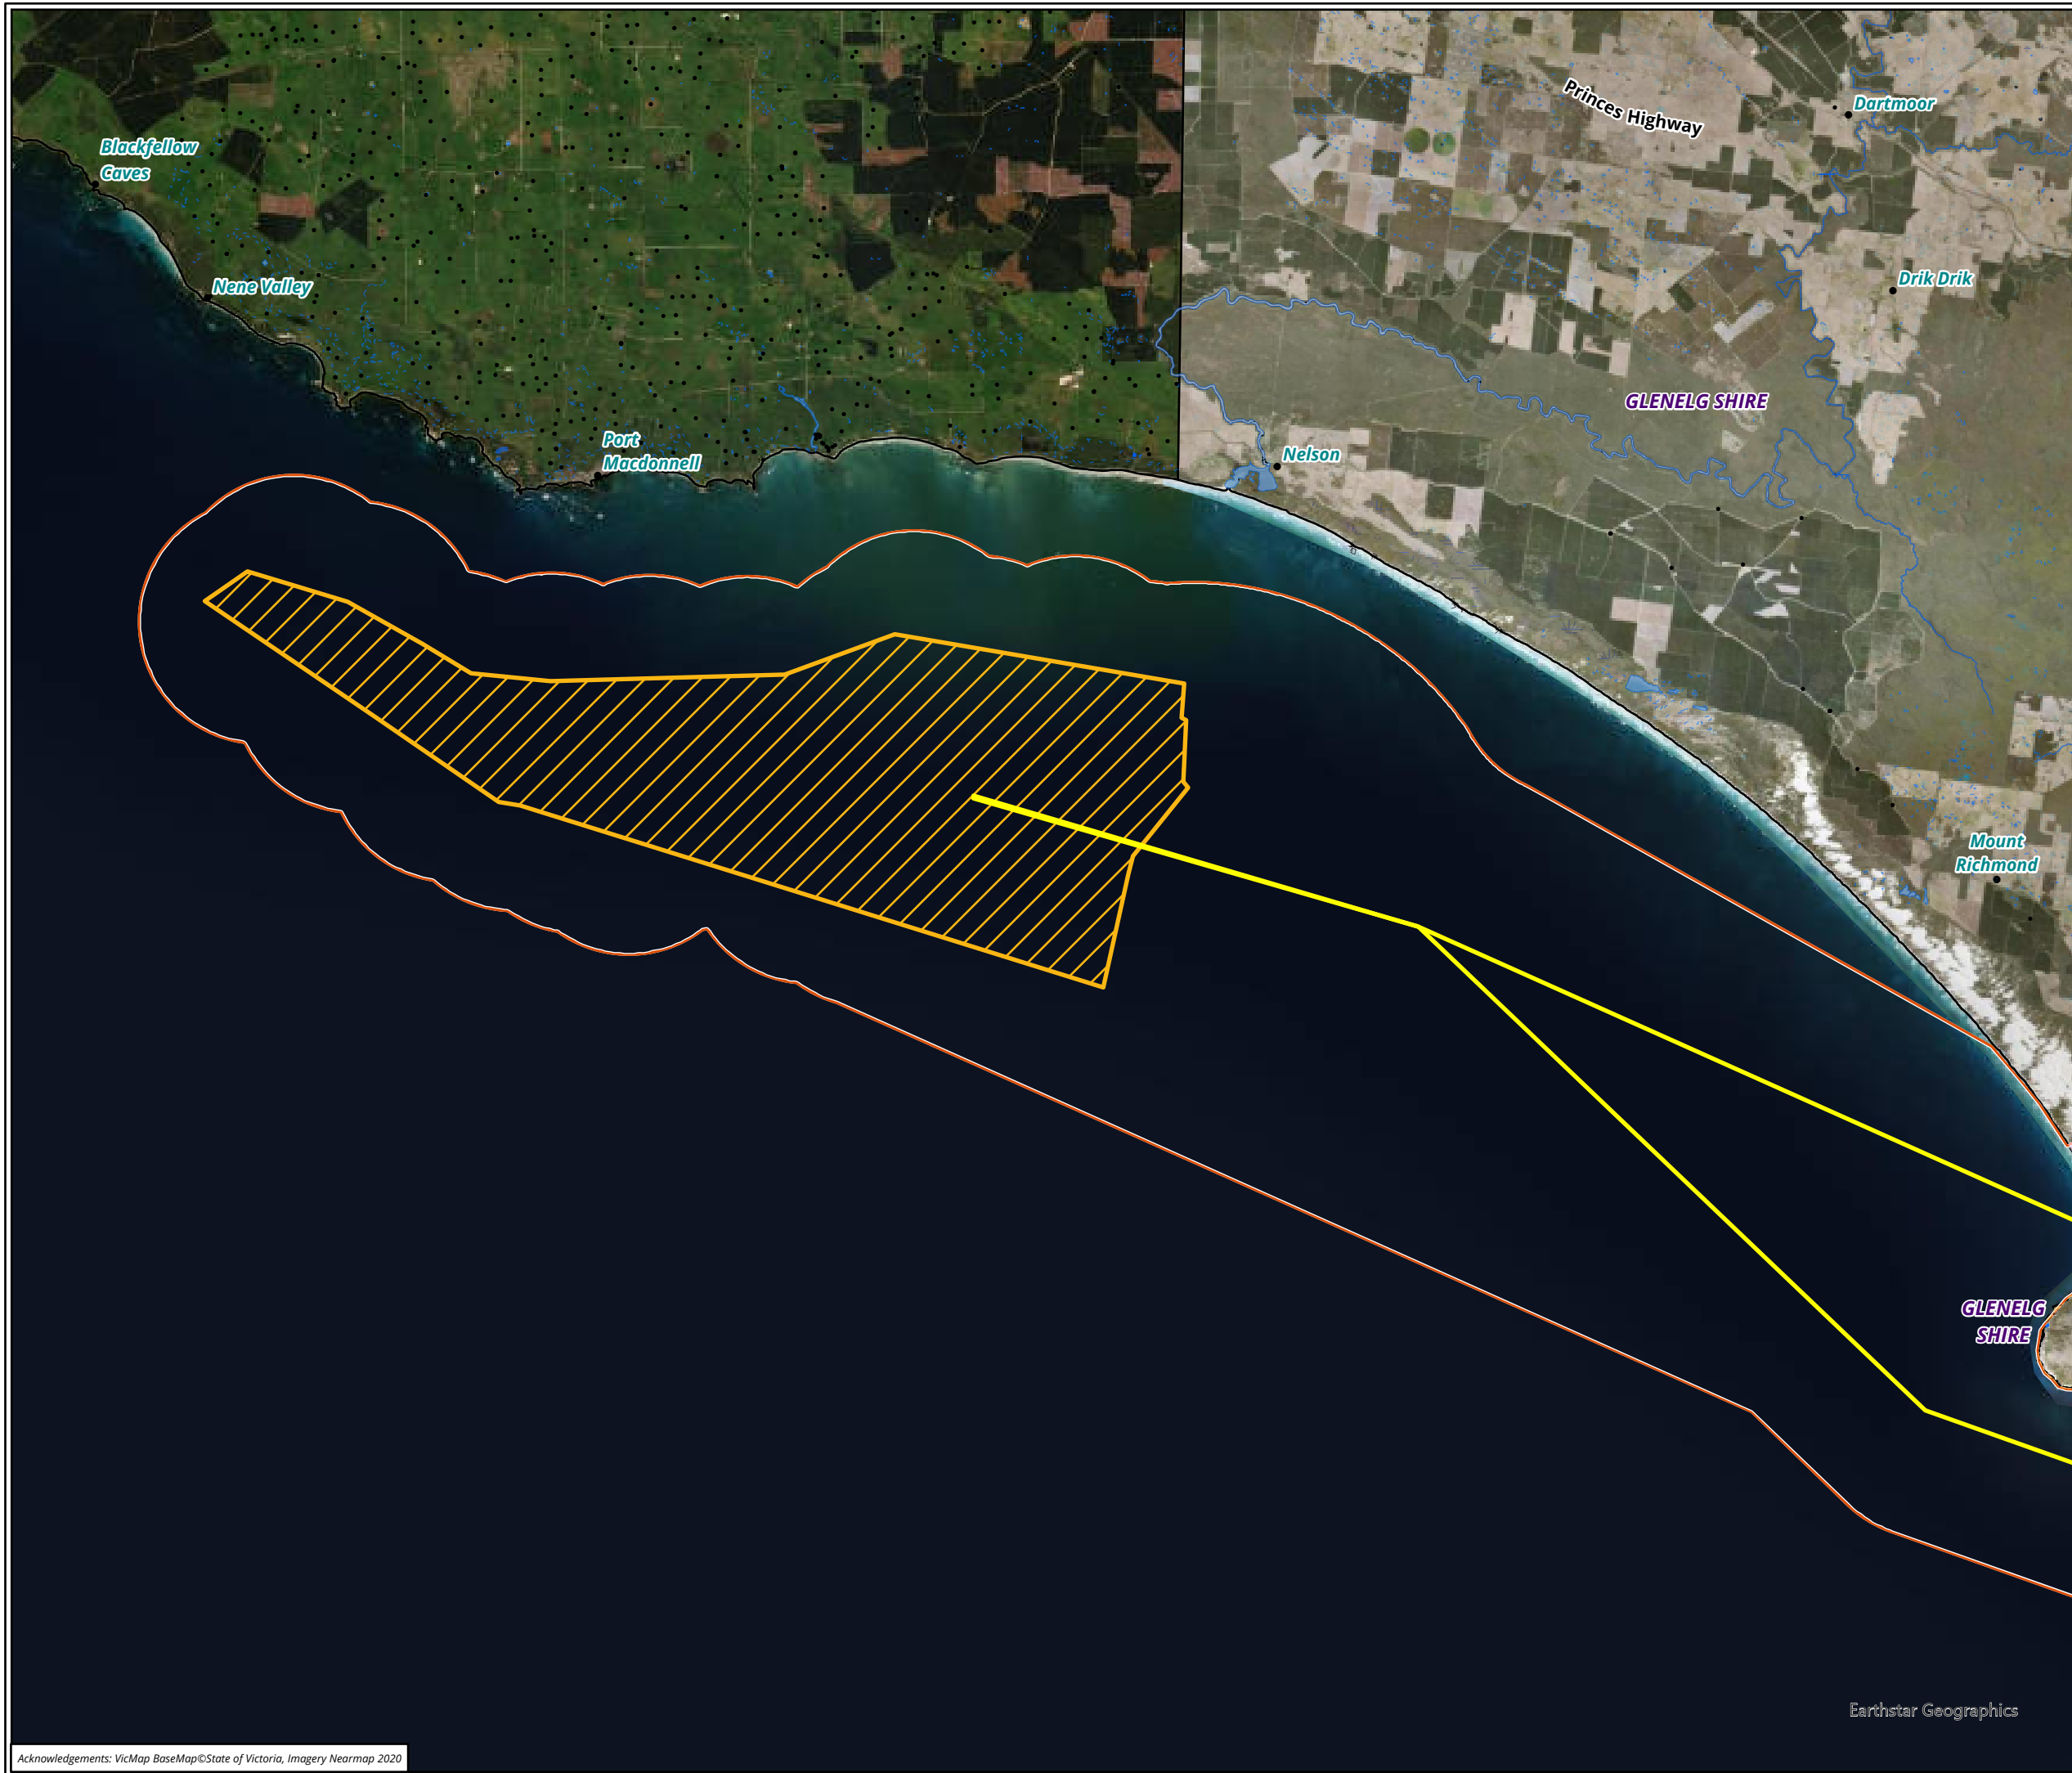 Princes Highway
Dartmoor
Blackfellow
Caves
Nene Valley
Drik Drik
GLENELG SHIRE
Port
Macdonnell
Nelson
Mount
Richmond
GLENELG
SHIRE
Earthstar Geographics
Acknowledgements: VicMap BaseMap©State of Victoria, Imagery Nearmap 2020